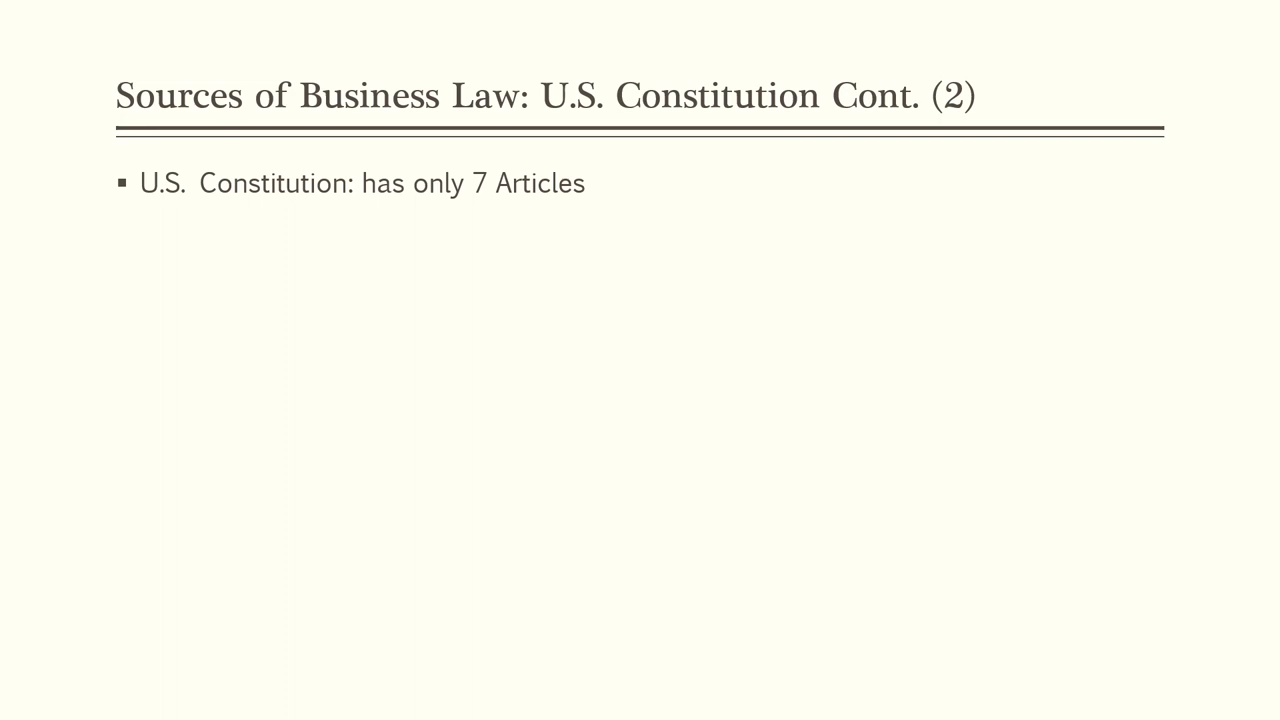 Sources of Business Law: U.S. Constitution Cont. (2)
▪ U.S. Constitution: has only 7 Articles